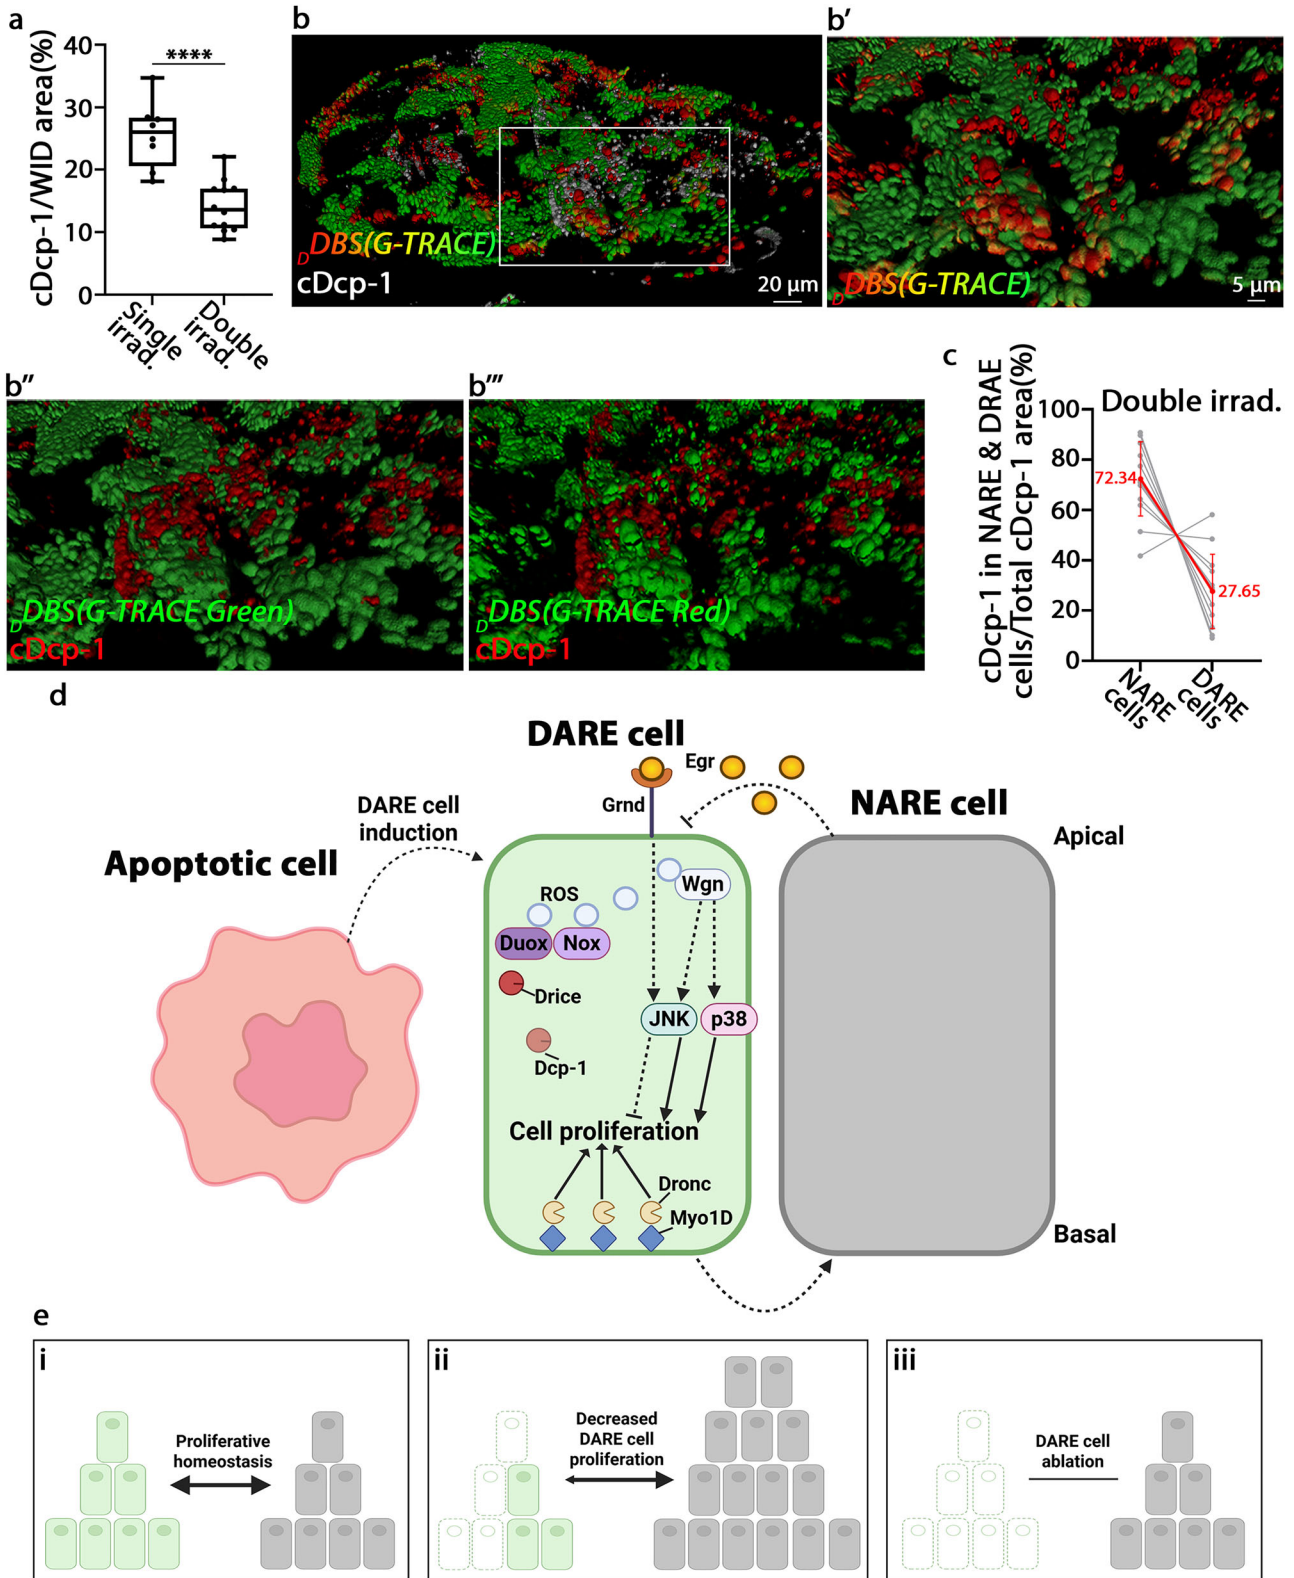 a
cDcp-1/WID area(%)
40
30
20
10
0
****
Single
irrad.
Double
irrad.
b
DDBS(G-TRACE)
cDcp-1
20 µm
b'
DDBS(G-TRACE)
5 µm
b''
DDBS(G-TRACE Green)
cDcp-1
b'''
DDBS(G-TRACE Red)
cDcp-1
c
cDcp-1 in NARE & DRAE
cells/Total cDcp-1 area(%)
100
80
60
40
20
0
Double irrad.
72.34
27.65
NARE
cells
DARE
cells
d
DARE cell
Egr
Grnd
NARE cell
DARE cell
induction
Apical
Apoptotic cell
Wgn
ROS
Duox
Nox
Drice
JNK
p38
Dcp-1
Cell proliferation
Dronc
Myo1D
Basal
e
i
Proliferative
homeostasis
ii
Decreased
DARE cell
proliferation
iii
DARE cell
ablation